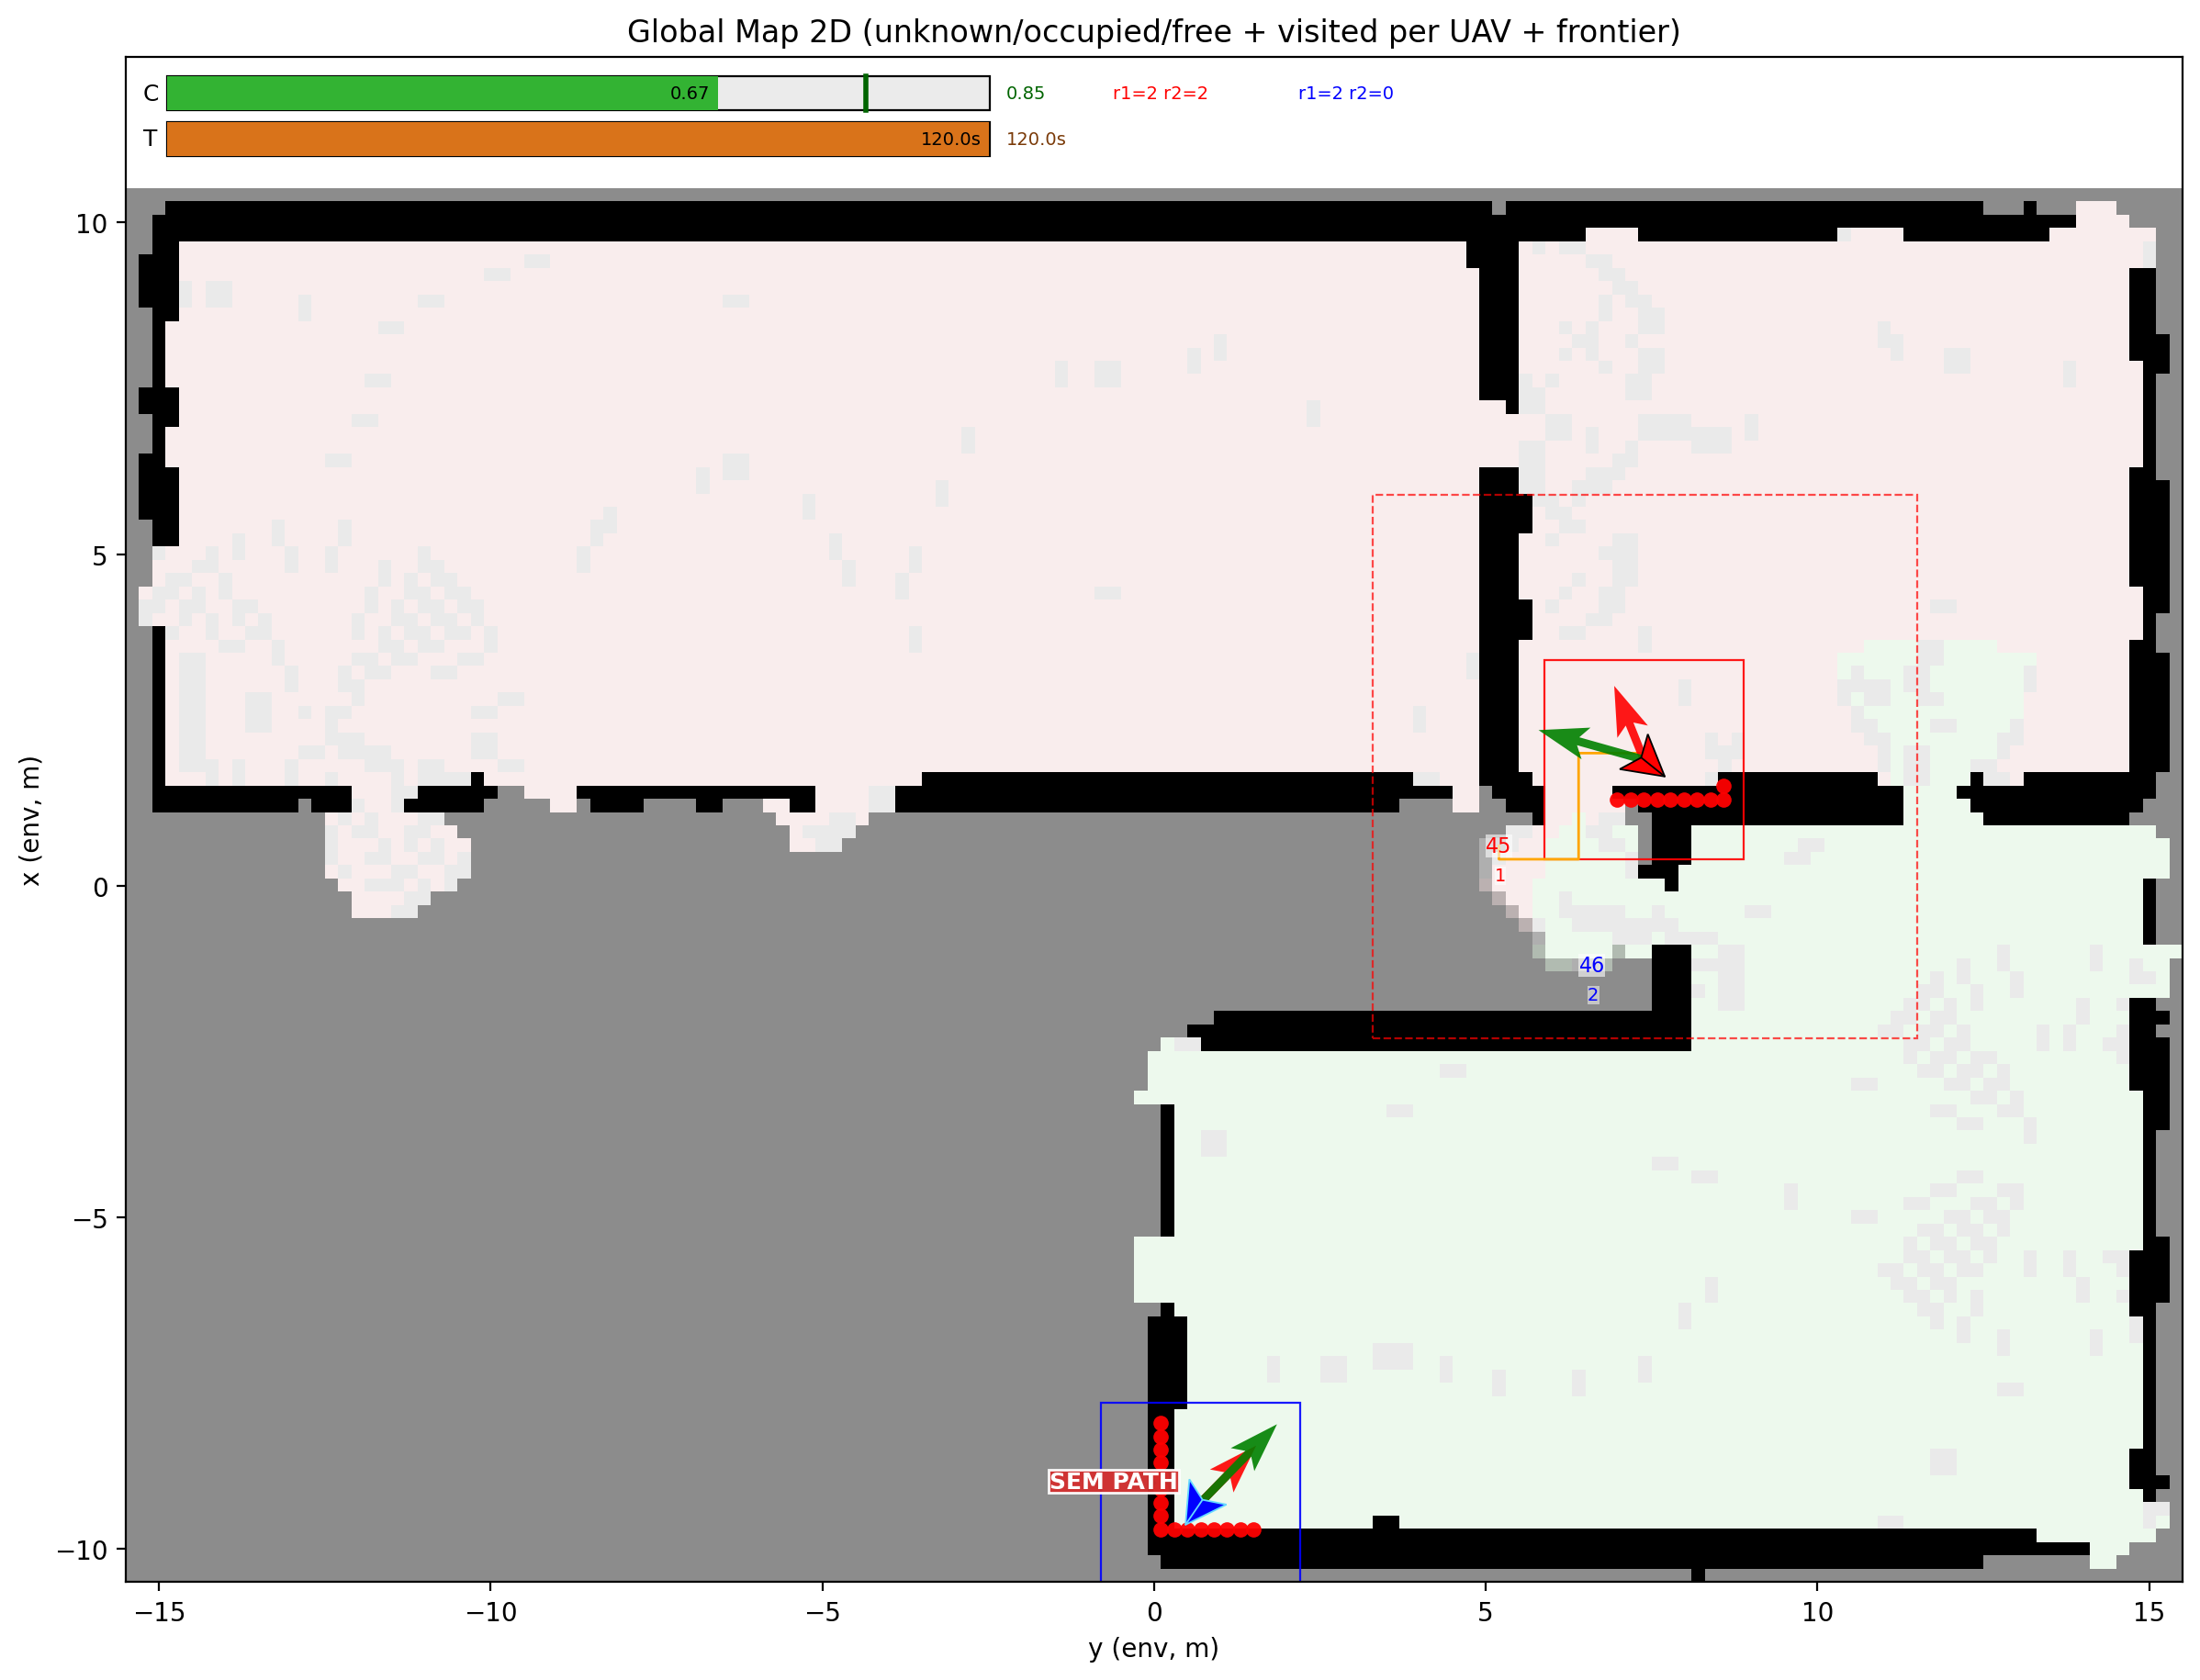 Global Map 2D (unknown/occupied/free + visited per UAV + frontier)
C 0.67 0.85 r1=2 r2=2 r1=2 r2=0
T 120.0s 120.0s
10
5
0
−5
−10
x (env, m)
45
1
46
2
SEM PATH
−15 −10 −5 0 5 10 15
y (env, m)